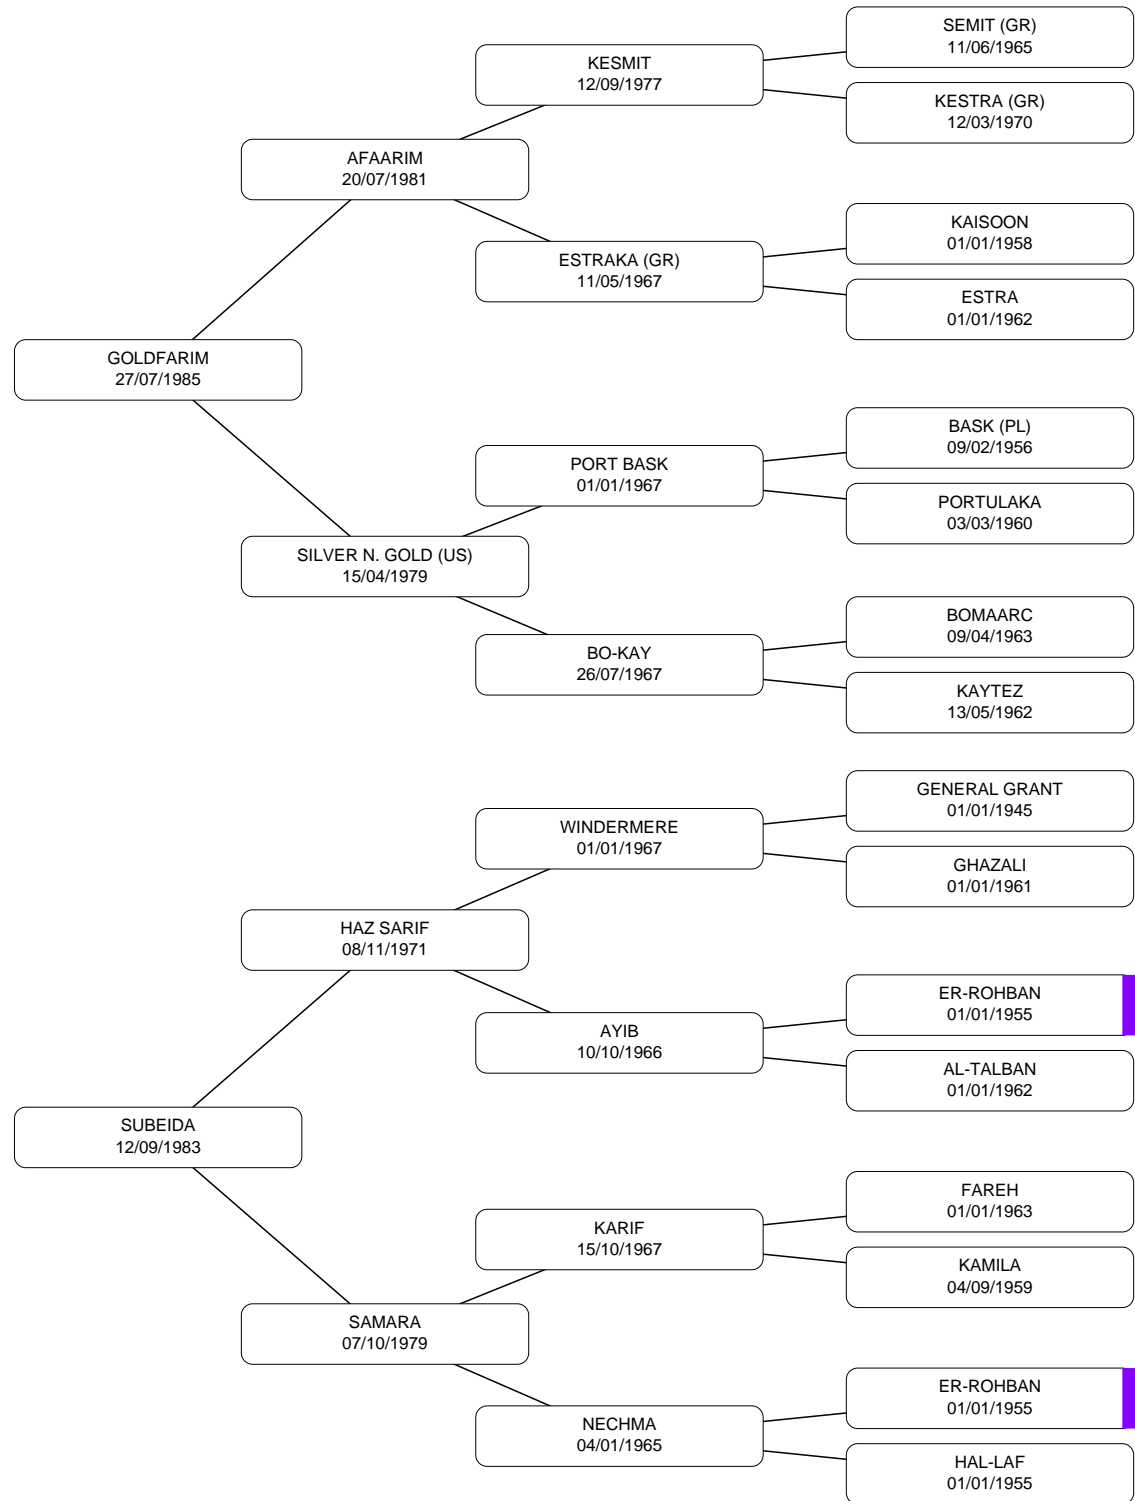 SEMIT (GR)
11/06/1965
KESMIT
12/09/1977
KESTRA (GR)
12/03/1970
AFAARIM
20/07/1981
KAISOON
01/01/1958
ESTRAKA (GR)
11/05/1967
ESTRA
01/01/1962
GOLDFARIM
27/07/1985
BASK (PL)
09/02/1956
PORT BASK
01/01/1967
PORTULAKA
03/03/1960
SILVER N. GOLD (US)
15/04/1979
BOMAARC
09/04/1963
BO-KAY
26/07/1967
KAYTEZ
13/05/1962
GENERAL GRANT
01/01/1945
WINDERMERE
01/01/1967
GHAZALI
01/01/1961
HAZ SARIF
08/11/1971
ER-ROHBAN
01/01/1955
AYIB
10/10/1966
AL-TALBAN
01/01/1962
SUBEIDA
12/09/1983
FAREH
01/01/1963
KARIF
15/10/1967
KAMILA
04/09/1959
SAMARA
07/10/1979
ER-ROHBAN
01/01/1955
NECHMA
04/01/1965
HAL-LAF
01/01/1955